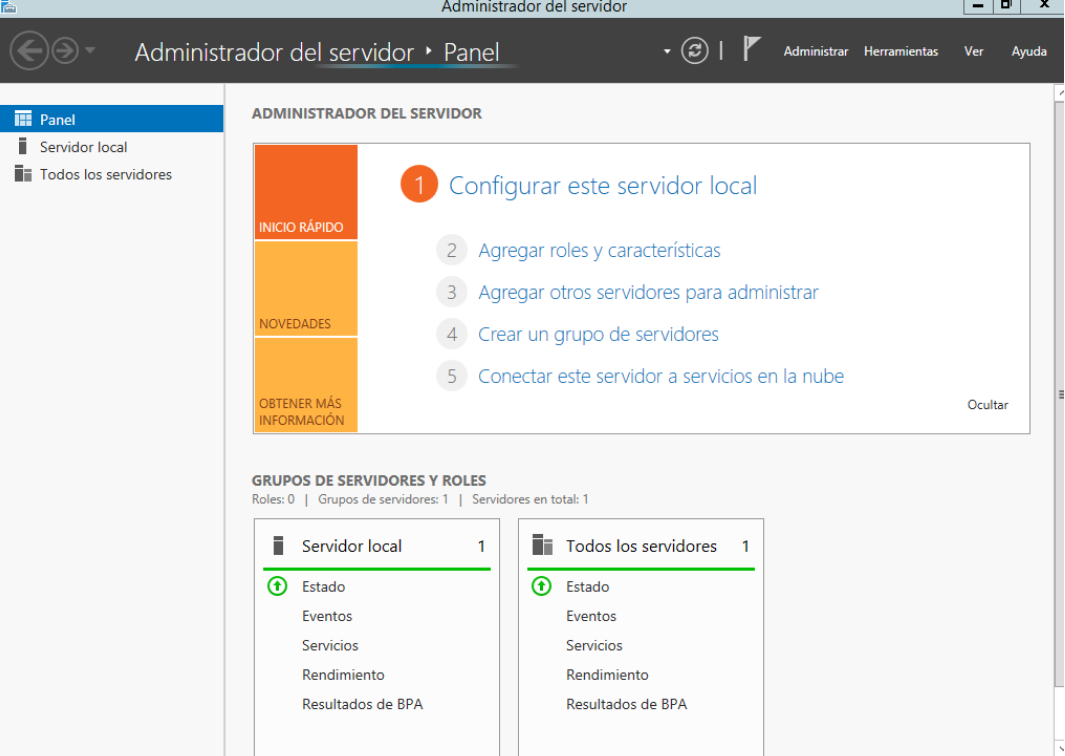 Administrador del servidor
Administrador del servidor ‣ Panel
Administrar Herramientas Ver Ayuda
Panel
Servidor local
Todos los servidores
ADMINISTRADOR DEL SERVIDOR
INICIO RÁPIDO
NOVEDADES
OBTENER MÁS
INFORMACIÓN
1 Configurar este servidor local
2 Agregar roles y características
3 Agregar otros servidores para administrar
4 Crear un grupo de servidores
5 Conectar este servidor a servicios en la nube
Ocultar
GRUPOS DE SERVIDORES Y ROLES
Roles: 0 | Grupos de servidores: 1 | Servidores en total: 1
Servidor local 1
Estado
Eventos
Servicios
Rendimiento
Resultados de BPA
Todos los servidores 1
Estado
Eventos
Servicios
Rendimiento
Resultados de BPA